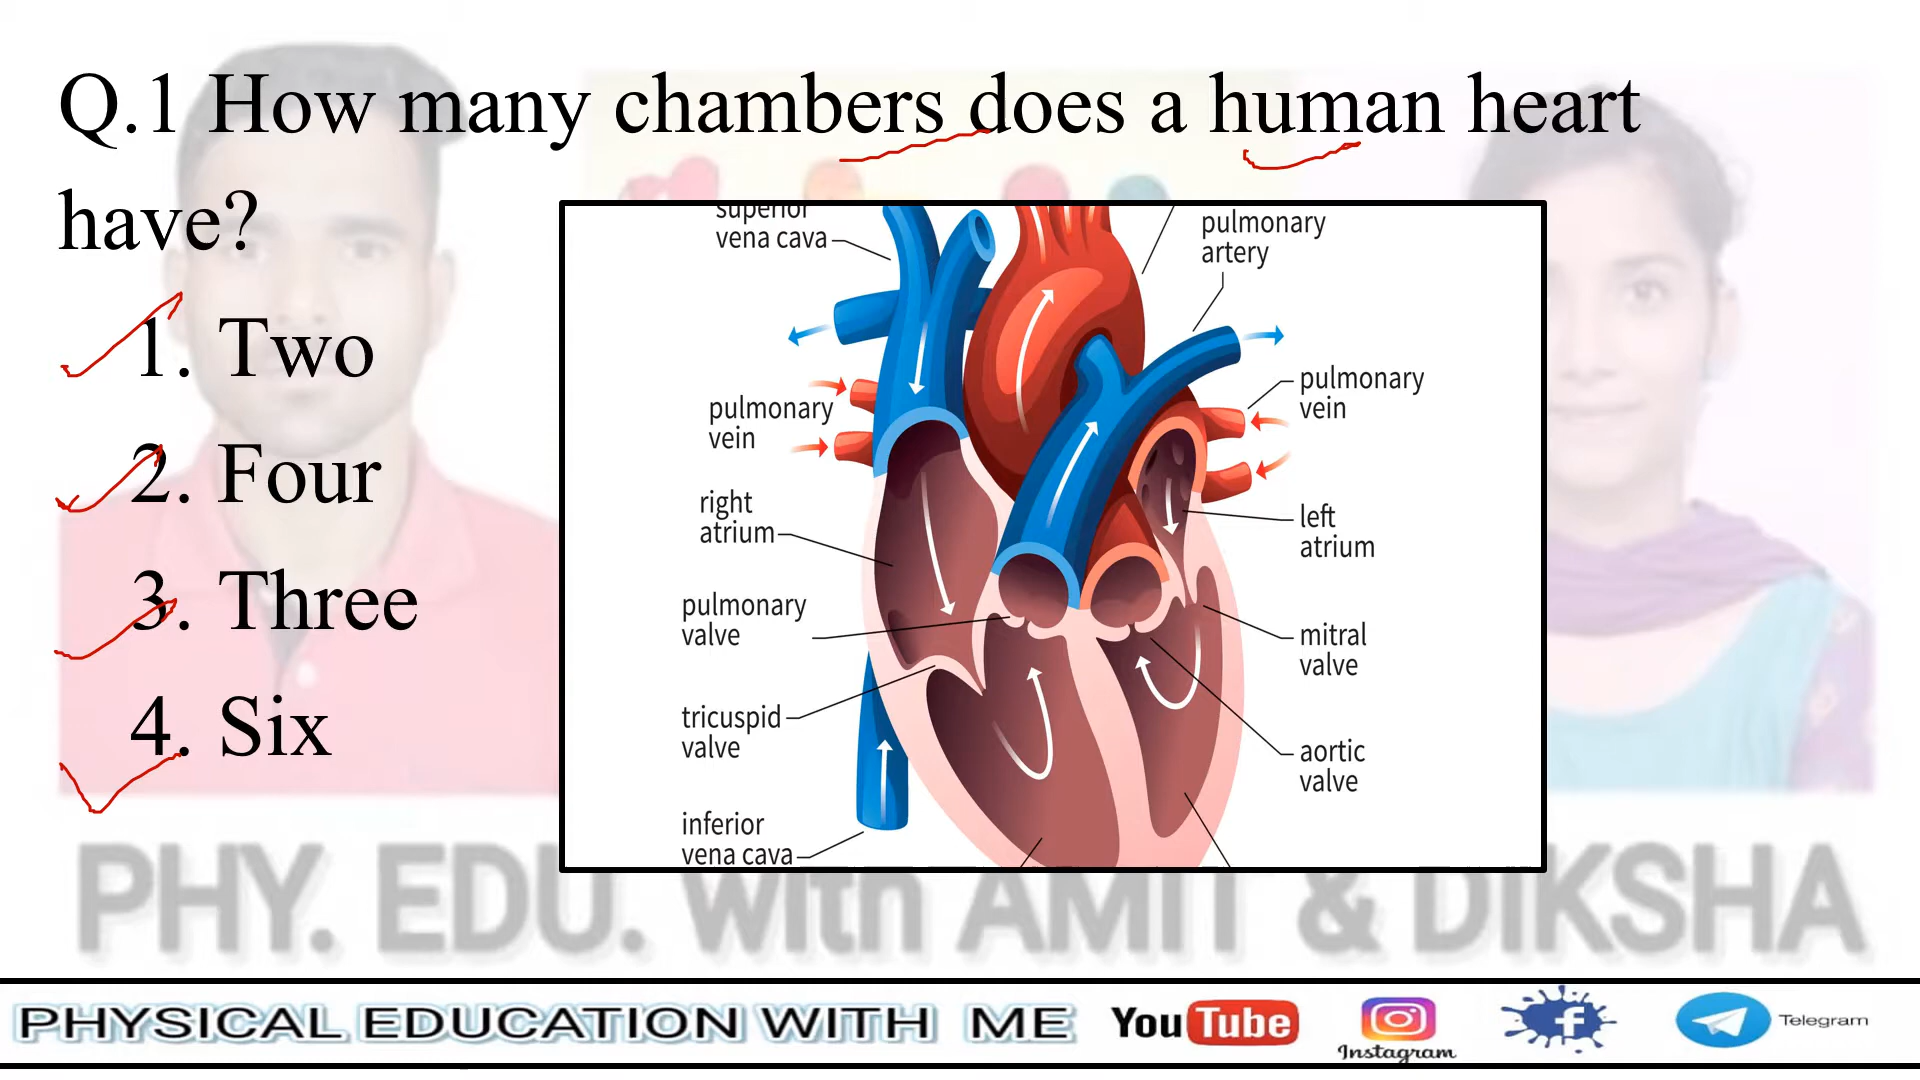 Q.1 How many chambers does a human heart
have?
1. Two
2. Four
3. Three
4. Six
superior
vena cava
pulmonary
artery
pulmonary
vein
pulmonary
vein
right
atrium
left
atrium
pulmonary
valve
mitral
valve
tricuspid
valve
aortic
valve
inferior
vena cava
PHY. EDU. with AMIT & DIKSHA
PHYSICAL EDUCATION WITH ME YouTube Instagram f Telegram